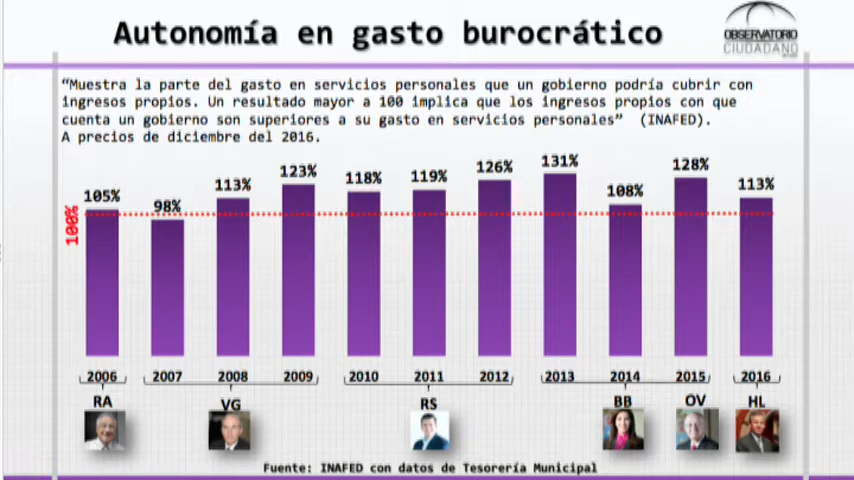 Autonomía en gasto burocrático
OBSERVATORIO
CIUDADANO
“Muestra la parte del gasto en servicios personales que un gobierno podría cubrir con
ingresos propios. Un resultado mayor a 100 implica que los ingresos propios con que
cuenta un gobierno son superiores a su gasto en servicios personales” (INAFED).
A precios de diciembre del 2016.
105% 98% 113% 123% 118% 119% 126% 131% 108% 128% 113%
100%
2006 2007 2008 2009 2010 2011 2012 2013 2014 2015 2016
RA VG RS BB OV HL
Fuente: INAFED con datos de Tesorería Municipal